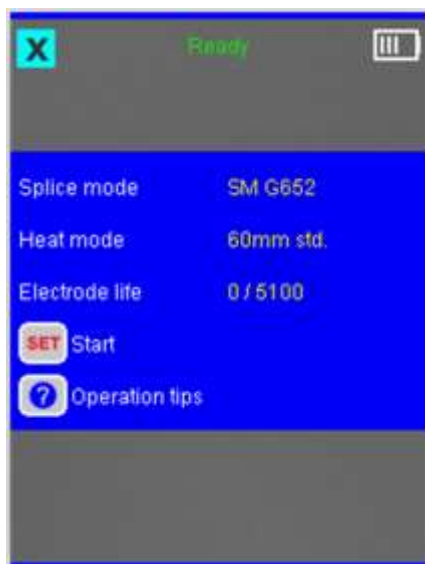 X Ready
Splice mode SM G652
Heat mode 60mm std.
Electrode life 0 / 5100
SET Start
? Operation tips